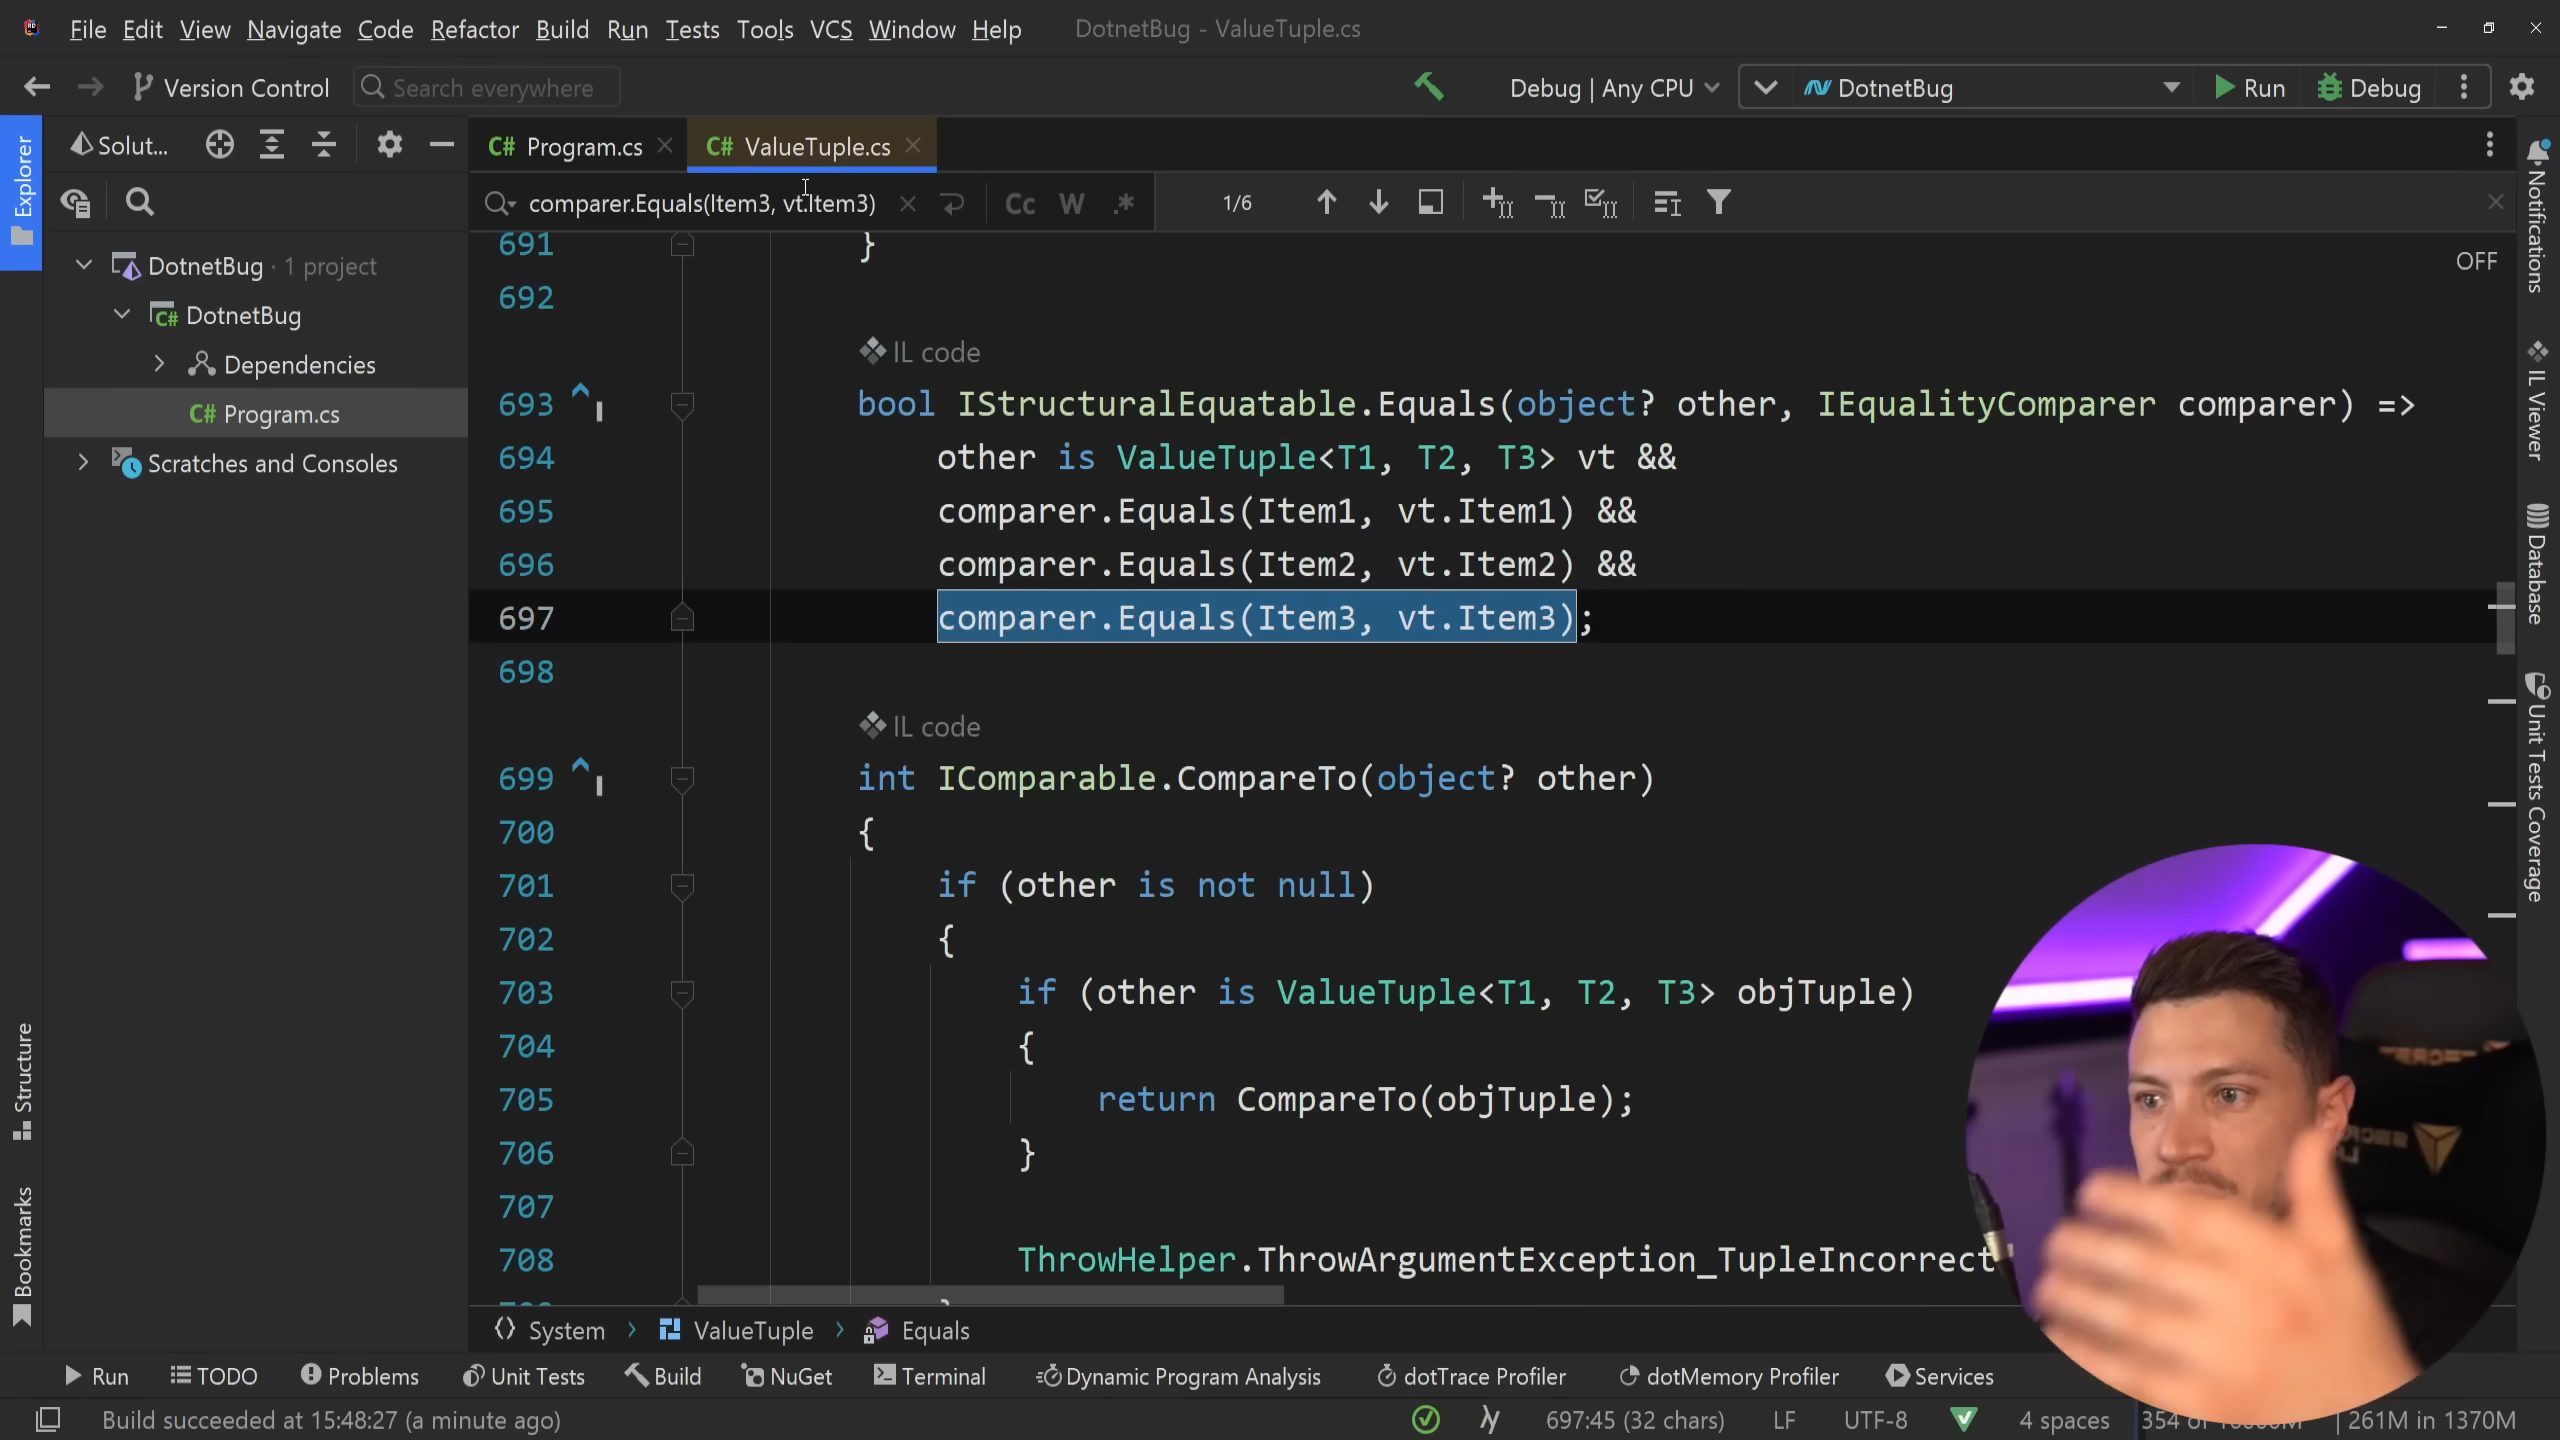 File Edit View Navigate Code Refactor Build Run Tests Tools VCS Window Help DotnetBug - ValueTuple.cs
Version Control Search everywhere Debug | Any CPU DotnetBug Run Debug
Explorer
Solut...
C# Program.cs C# ValueTuple.cs
comparer.Equals(Item3, vt.Item3) Cc W .* 1/6
DotnetBug · 1 project
DotnetBug
Dependencies
C# Program.cs
Scratches and Consoles
Structure
Bookmarks
OFF
691 }
692
IL code
693 bool IStructuralEquatable.Equals(object? other, IEqualityComparer comparer) =>
694 other is ValueTuple<T1, T2, T3> vt &&
695 comparer.Equals(Item1, vt.Item1) &&
696 comparer.Equals(Item2, vt.Item2) &&
697 comparer.Equals(Item3, vt.Item3);
698
IL code
699 int IComparable.CompareTo(object? other)
700 {
701 if (other is not null)
702 {
703 if (other is ValueTuple<T1, T2, T3> objTuple)
704 {
705 return CompareTo(objTuple);
706 }
707
708 ThrowHelper.ThrowArgumentException_TupleIncorrect
Notifications
IL Viewer
Database
Unit Tests Coverage
System › ValueTuple › Equals
Run TODO Problems Unit Tests Build NuGet Terminal Dynamic Program Analysis dotTrace Profiler dotMemory Profiler Services
Build succeeded at 15:48:27 (a minute ago) 697:45 (32 chars) LF UTF-8 4 spaces 354 of 261M in 1370M